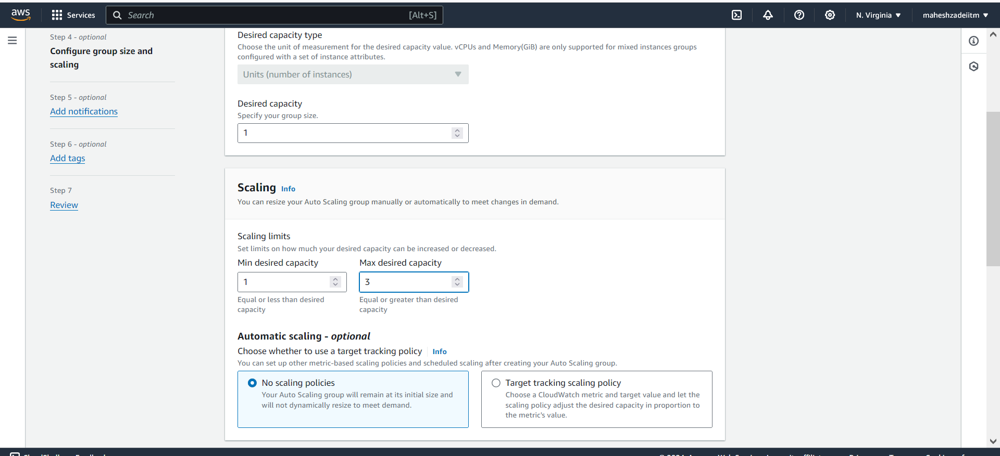 aws
Services
Search
[Alt+S]
N. Virginia
maheshzadeiitm
Step 4 - optional
Configure group size and
scaling
Step 5 - optional
Add notifications
Step 6 - optional
Add tags
Step 7
Review
Desired capacity type
Choose the unit of measurement for the desired capacity value. vCPUs and Memory(GiB) are only supported for mixed instances groups
configured with a set of instance attributes.
Units (number of instances)
Desired capacity
Specify your group size.
1
Scaling Info
You can resize your Auto Scaling group manually or automatically to meet changes in demand.
Scaling limits
Set limits on how much your desired capacity can be increased or decreased.
Min desired capacity
1
Equal or less than desired
capacity
Max desired capacity
3
Equal or greater than desired
capacity
Automatic scaling - optional
Choose whether to use a target tracking policy Info
You can set up other metric-based scaling policies and scheduled scaling after creating your Auto Scaling group.
No scaling policies
Your Auto Scaling group will remain at its initial size and
will not dynamically resize to meet demand.
Target tracking scaling policy
Choose a CloudWatch metric and target value and let the
scaling policy adjust the desired capacity in proportion to
the metric's value.